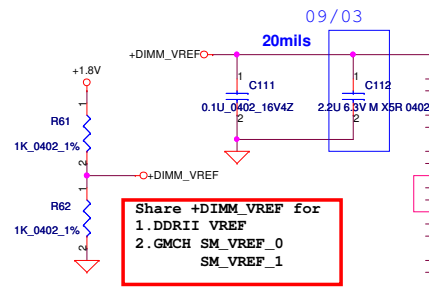 09/03
20mils
+DIMM_VREF
+1.8V
1
C111
0.1U_0402_16V4Z
2
1
C112
2.2U 6.3V M X5R 0402
2
1
R61
1K_0402_1%
2
+DIMM_VREF
1
R62
1K_0402_1%
2
Share +DIMM_VREF for
1.DDRII VREF
2.GMCH SM_VREF_0
SM_VREF_1